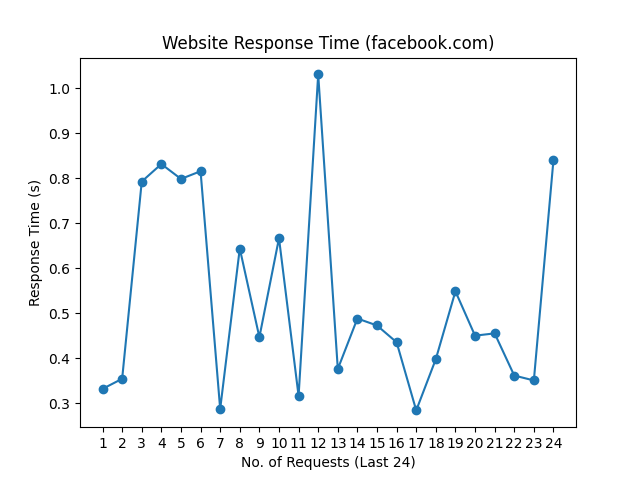 Website Response Time (facebook.com)
1.0
0.9
0.8
0.7
0.6
0.5
0.4
0.3
Response Time (s)
1 2 3 4 5 6 7 8 9 10 11 12 13 14 15 16 17 18 19 20 21 22 23 24
No. of Requests (Last 24)